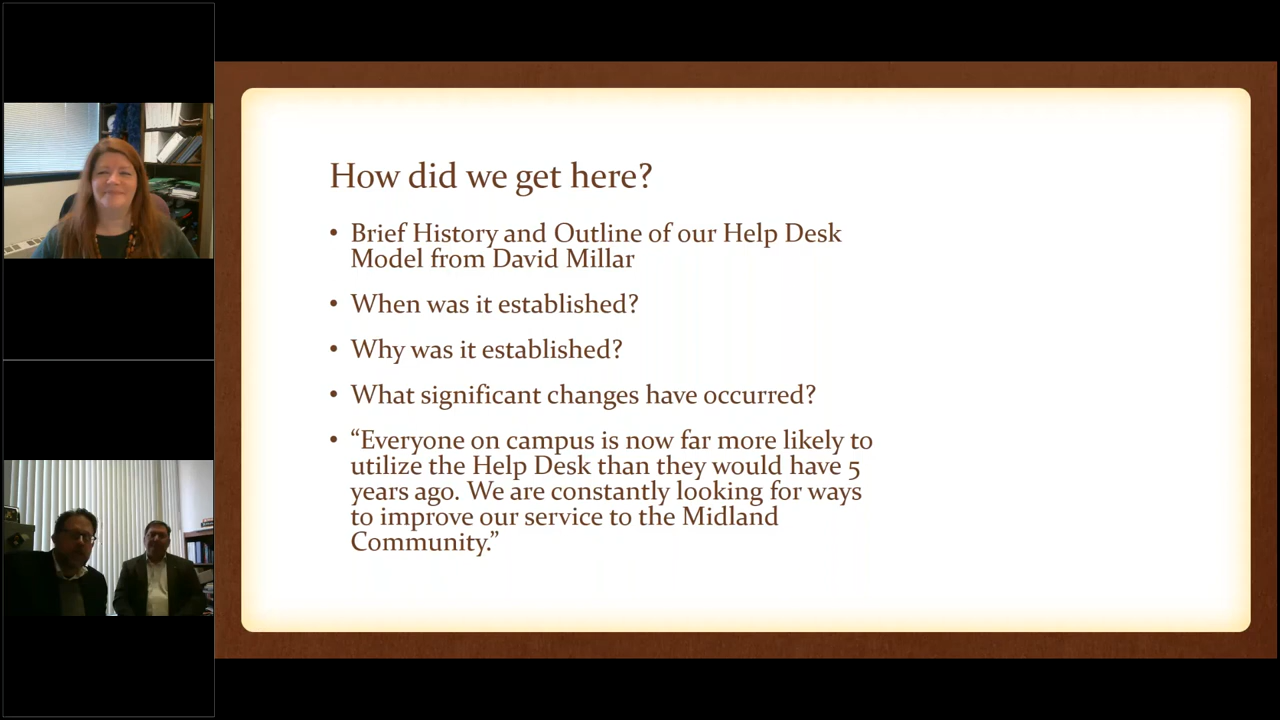 How did we get here?
• Brief History and Outline of our Help Desk
Model from David Millar
• When was it established?
• Why was it established?
• What significant changes have occurred?
• “Everyone on campus is now far more likely to
utilize the Help Desk than they would have 5
years ago. We are constantly looking for ways
to improve our service to the Midland
Community.”